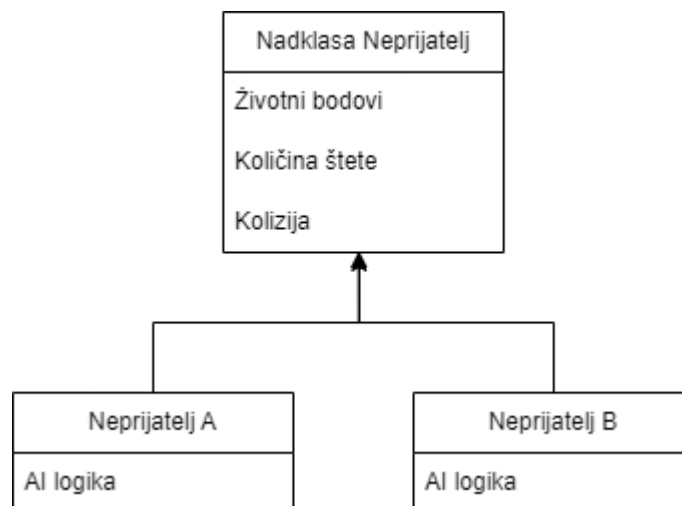 Nadklasa Neprijatelj
Životni bodovi
Količina štete
Kolizija
Neprijatelj A
AI logika
Neprijatelj B
AI logika